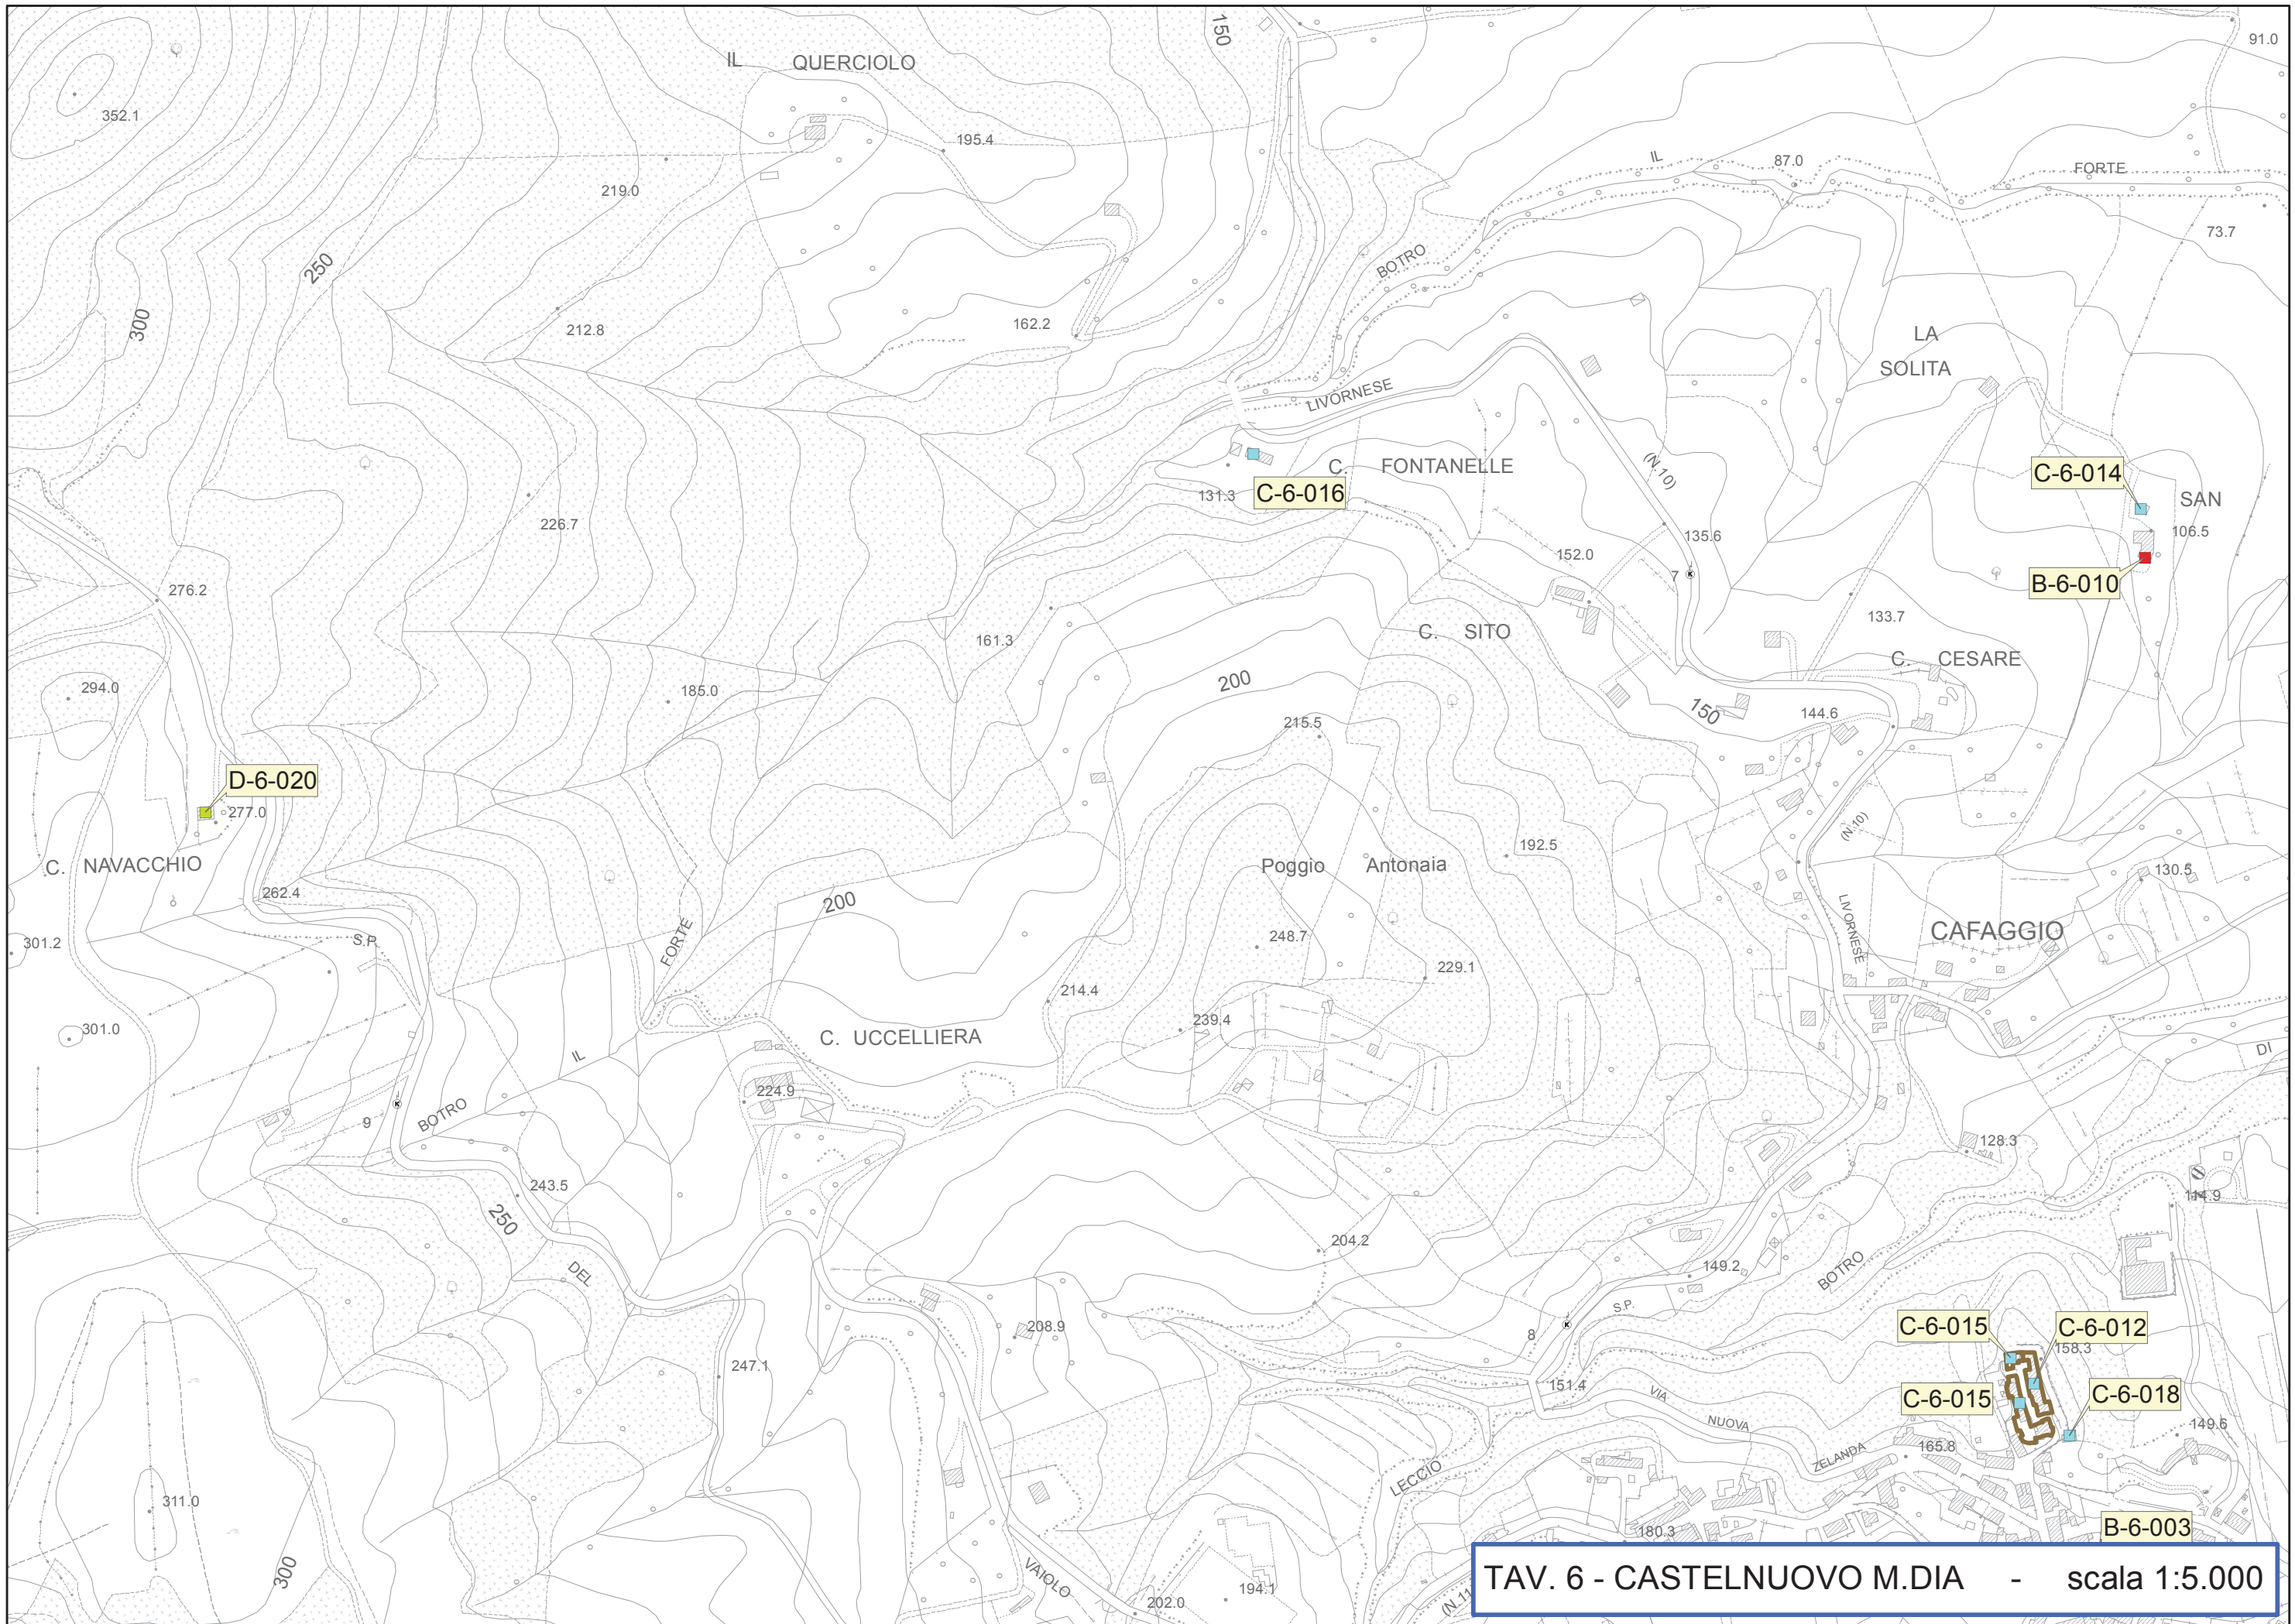 150
91.0
IL QUERCIOLO
352.1
195.4
IL
87.0
FORTE
219.0
73.7
BOTRO
250
300
212.8
162.2
LA
SOLITA
LIVORNESE
C. FONTANELLE
(N.10)
C-6-014
SAN
131.3
C-6-016
106.5
226.7
135.6
152.0
7
B-6-010
276.2
133.7
161.3
C. SITO
C. CESARE
294.0
185.0
200
150
144.6
215.5
D-6-020
277.0
(N.10)
192.5
C. NAVACCHIO
Poggio Antonaia
130.5
262.4
200
LIVORNESE
CAFAGGIO
301.2
S.P.
FORTE
248.7
229.1
214.4
301.0
239.4
C. UCCELLIERA
DI
IL
224.9
9
BOTRO
128.3
243.5
114.9
250
204.2
DEL
149.2
BOTRO
S.P.
208.9
8
C-6-015
C-6-012
158.3
247.1
151.4
VIA
NUOVA
C-6-015
C-6-018
149.6
ZELANDA
165.8
LECCIO
311.0
180.3
B-6-003
300
VAIOLO
194.1
202.0
(N.11
TAV. 6 - CASTELNUOVO M.DIA - scala 1:5.000